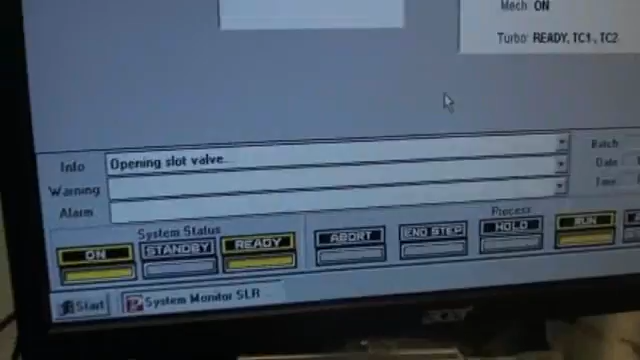 Mech ON
Turbo: READY, TC1, TC2
Info Opening slot valve...
Warning
Alarm
Batch
Date
Time
System Status
ON STANDBY READY
Process
ABORT END STEP HOLD RUN
Start System Monitor SLR
acer